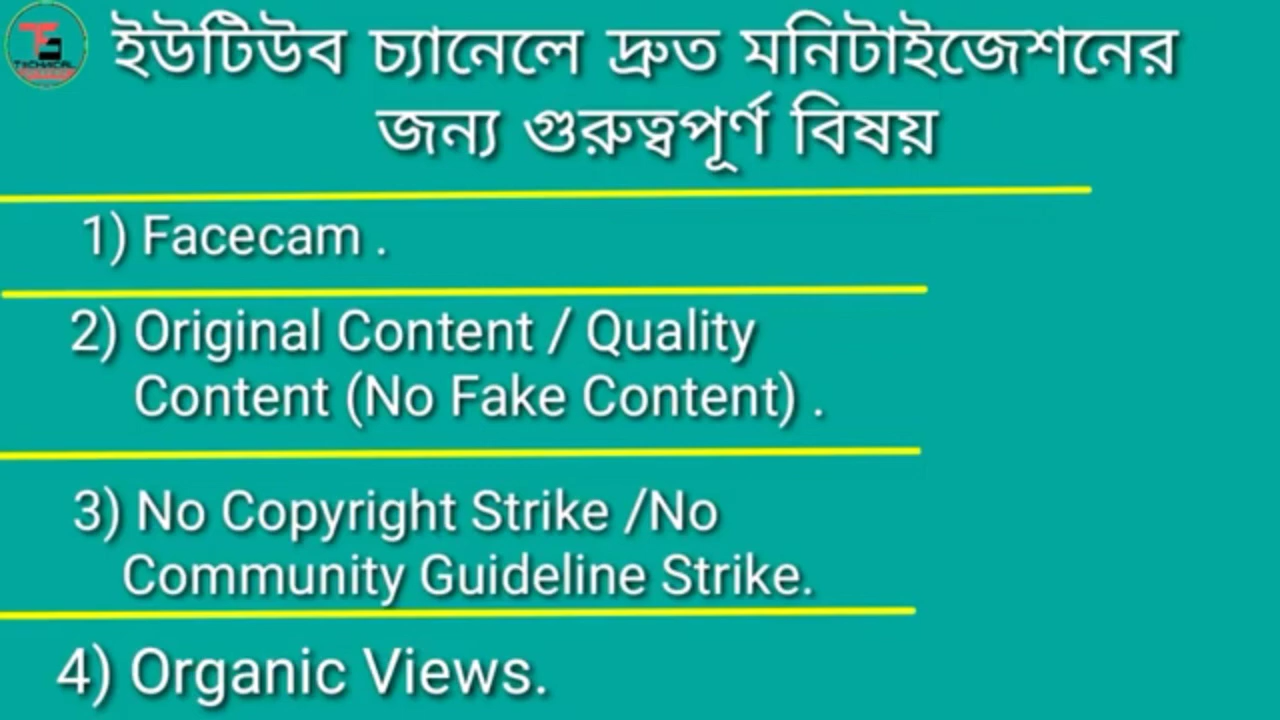 ইউটিউব চ্যানেলে দ্রুত মনিটাইজেশনের
জন্য গুরুত্বপূর্ণ বিষয়
1) Facecam .
2) Original Content / Quality
Content (No Fake Content) .
3) No Copyright Strike /No
Community Guideline Strike.
4) Organic Views.